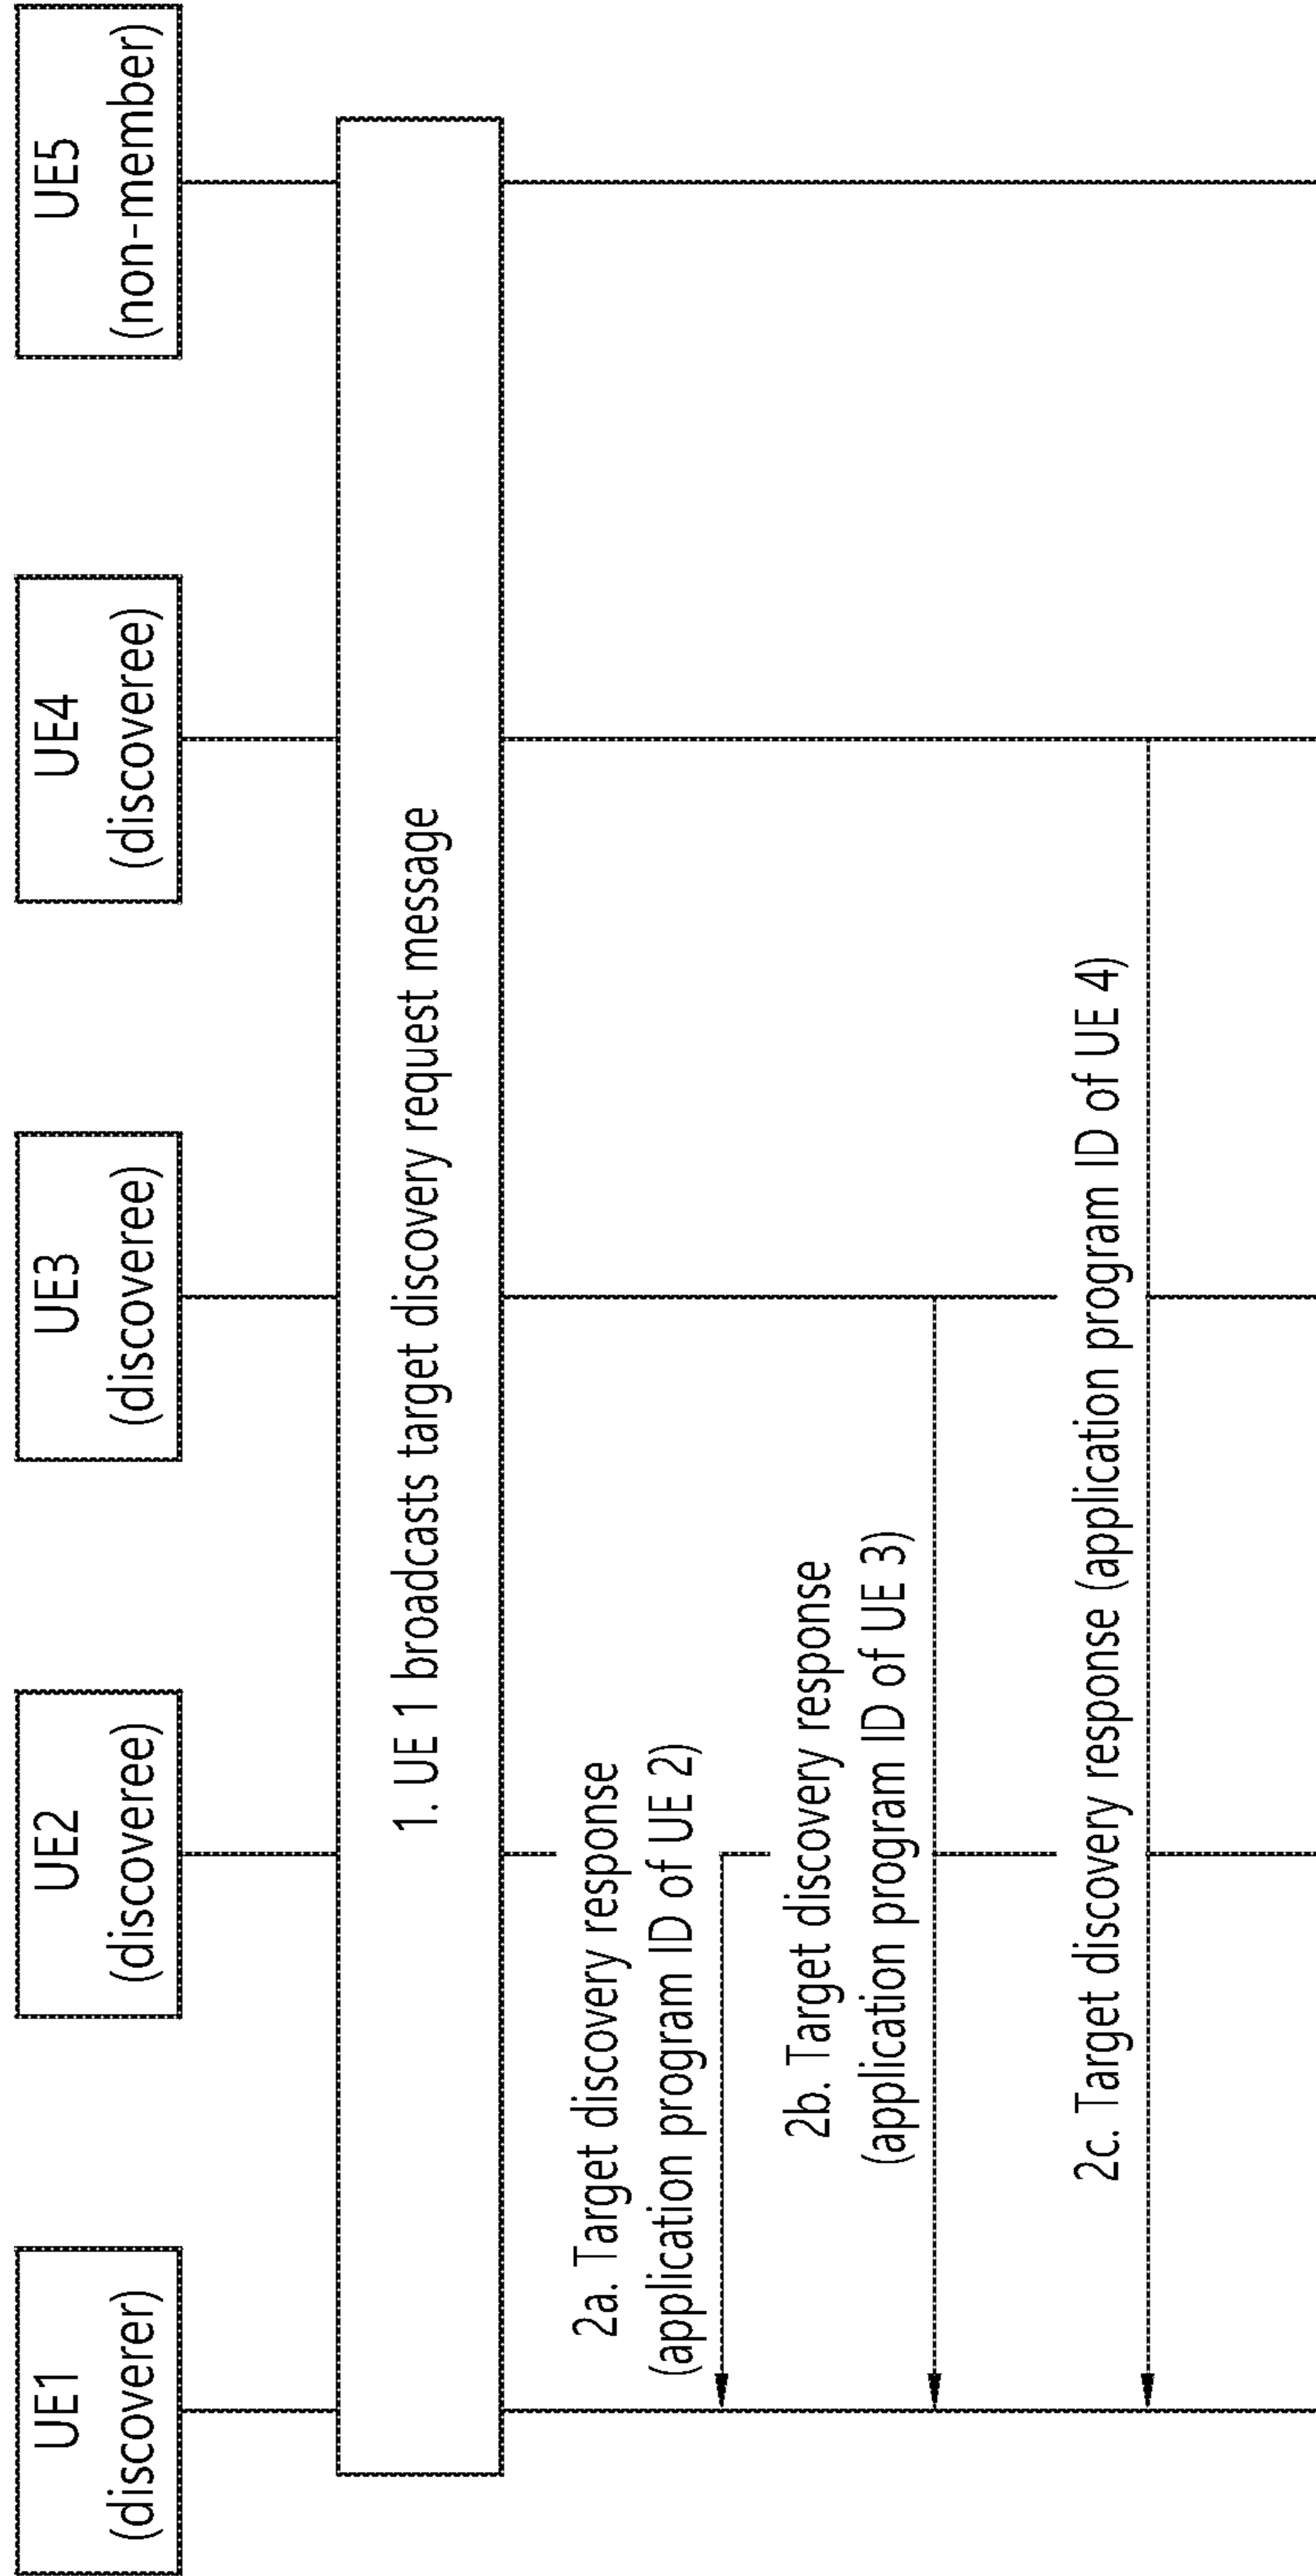 UE1
(discoverer)
UE2
(discoveree)
UE3
(discoveree)
UE4
(discoveree)
UE5
(non-member)
1. UE 1 broadcasts target discovery request message
2a. Target discovery response
(application program ID of UE 2)
2b. Target discovery response
(application program ID of UE 3)
2c. Target discovery response (application program ID of UE 4)